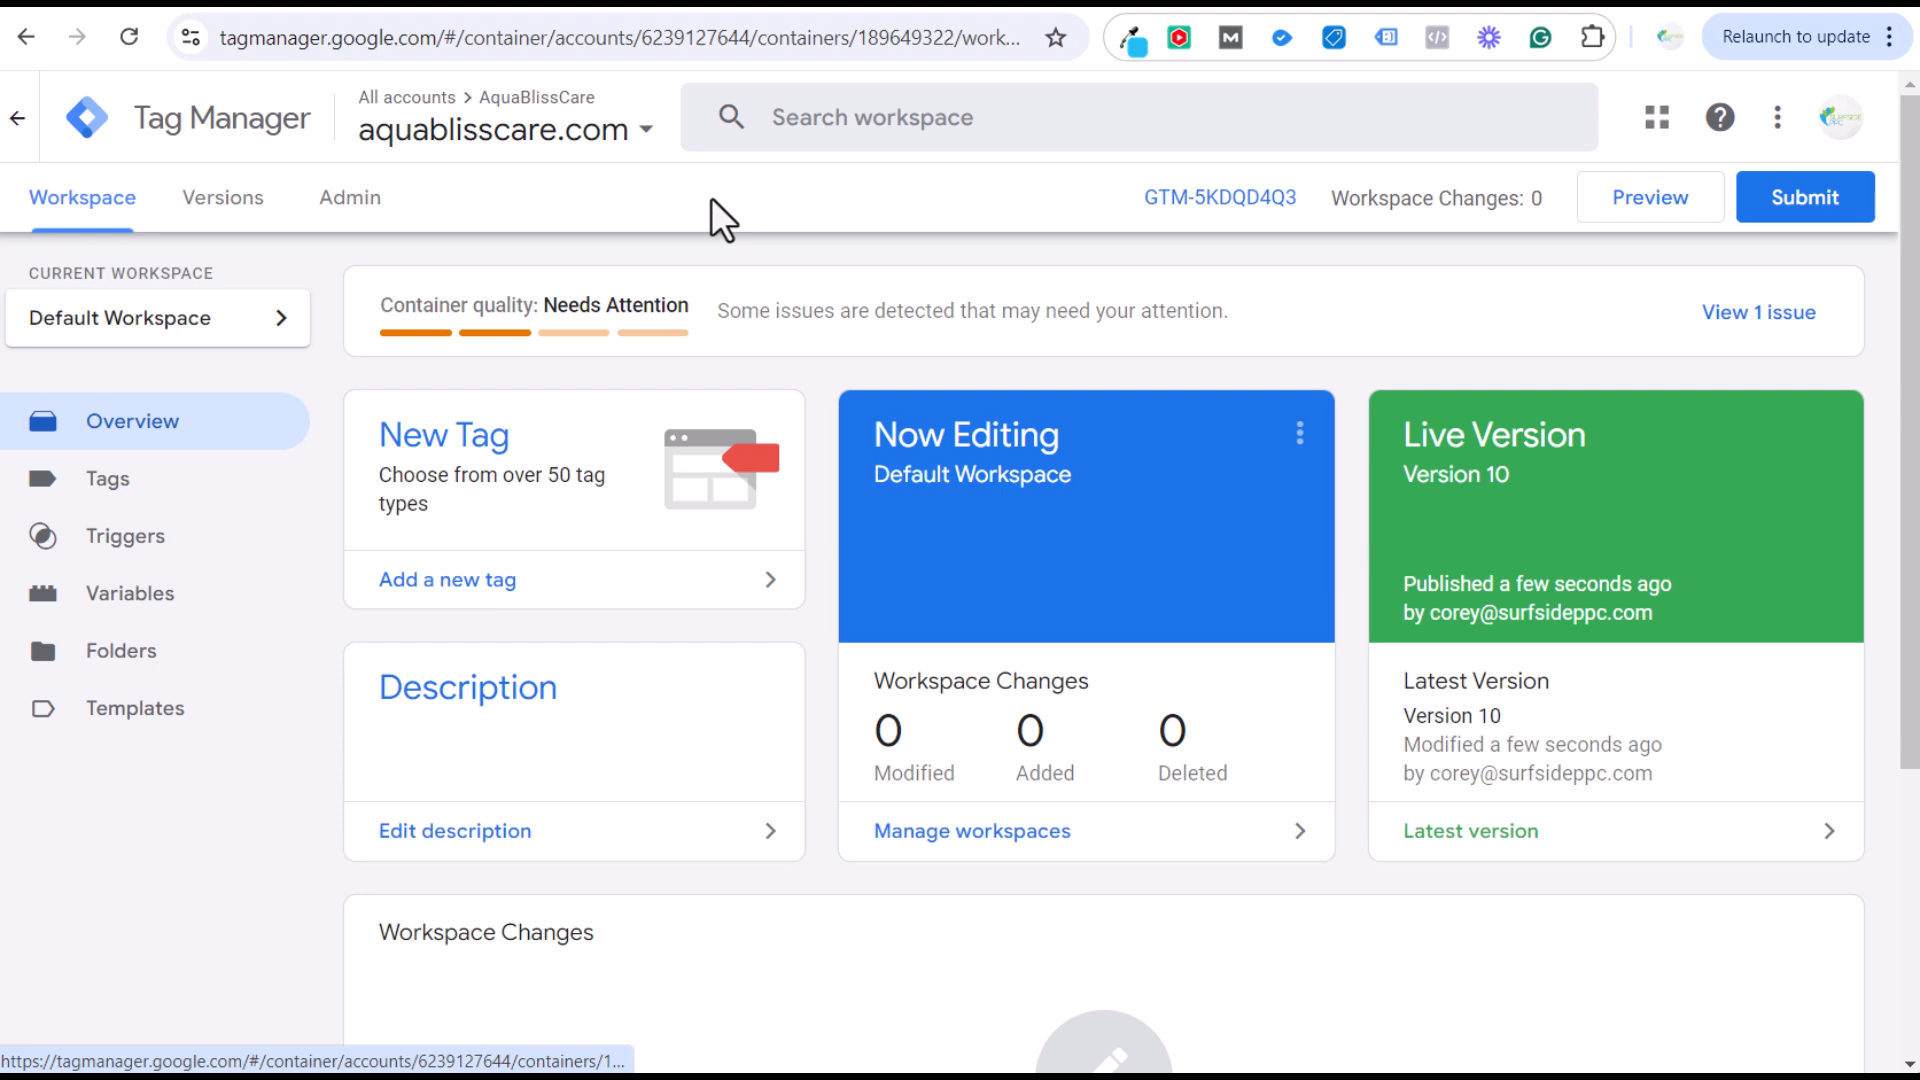 tagmanager.google.com/#/container/accounts/6239127644/containers/189649322/work...
Relaunch to update
Tag Manager
All accounts > AquaBlissCare
aquablisscare.com
Search workspace
Workspace
Versions
Admin
GTM-5KDQD4Q3
Workspace Changes: 0
Preview
Submit
CURRENT WORKSPACE
Default Workspace
Container quality: Needs Attention
Some issues are detected that may need your attention.
View 1 issue
Overview
Tags
Triggers
Variables
Folders
Templates
New Tag
Choose from over 50 tag
types
Add a new tag
Description
Edit description
Now Editing
Default Workspace
Workspace Changes
0 0 0
Modified Added Deleted
Manage workspaces
Live Version
Version 10
Published a few seconds ago
by corey@surfsideppc.com
Latest Version
Version 10
Modified a few seconds ago
by corey@surfsideppc.com
Latest version
Workspace Changes
https://tagmanager.google.com/#/container/accounts/6239127644/containers/1...